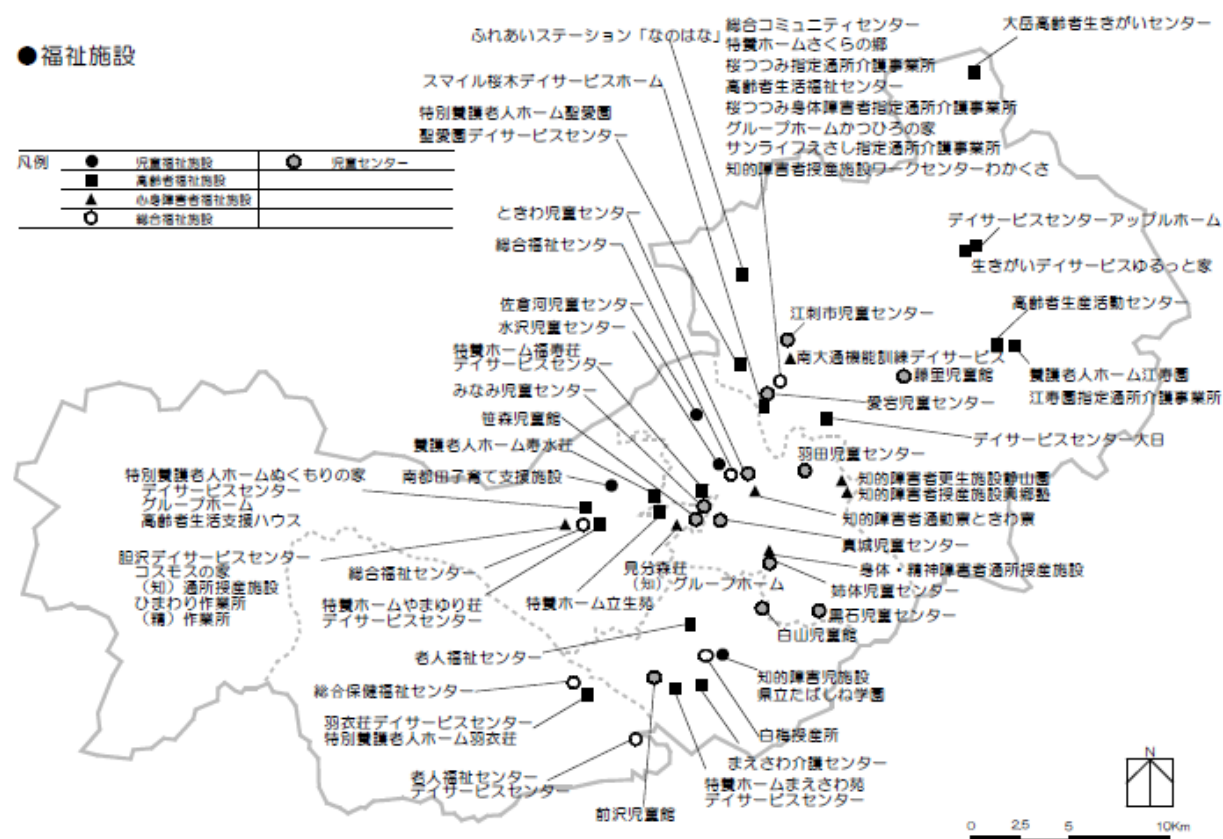 ●福祉施設
凡例
児童福祉施設
児童センター
高齢者福祉施設
心身障害者福祉施設
総合福祉施設
ふれあいステーション「なのはな」
スマイル桜木デイサービスホーム
特別養護老人ホーム聖愛園
聖愛園デイサービスセンター
総合コミュニティセンター
特養ホームさくらの郷
桜つつみ指定通所介護事業所
高齢者生活福祉センター
桜つつみ身体障害者指定通所介護事業所
グループホームかつひろの家
サンライフえさし指定通所介護事業所
知的障害者授産施設ワークセンターわかくさ
大岳高齢者生きがいセンター
ときわ児童センター
総合福祉センター
デイサービスセンターアップルホーム
生きがいデイサービスゆるっと家
佐倉河児童センター
水沢児童センター
特養ホーム福寿荘
デイサービスセンター
みなみ児童センター
笹森児童館
養護老人ホーム寿水荘
南都田子育て支援施設
高齢者生産活動センター
江刺市児童センター
南大通機能訓練デイサービス
藤里児童館
養護老人ホーム江寿園
江寿園指定通所介護事業所
愛宕児童センター
デイサービスセンター大日
羽田児童センター
知的障害者更生施設静山園
知的障害者授産施設興郷塾
知的障害者通勤寮ときわ寮
真城児童センター
身体・精神障害者通所授産施設
姉体児童センター
黒石児童センター
白山児童館
特別養護老人ホームぬくもりの家
デイサービスセンター
グループホーム
高齢者生活支援ハウス
胆沢デイサービスセンター
コスモスの家
（知）通所授産施設
ひまわり作業所
（精）作業所
総合福祉センター
特養ホームやまゆり荘
デイサービスセンター
特養ホーム立生苑
見分森荘
（知）グループホーム
老人福祉センター
総合保健福祉センター
羽衣荘デイサービスセンター
特別養護老人ホーム羽衣荘
老人福祉センター
デイサービスセンター
前沢児童館
知的障害児施設
県立たばしね学園
白梅授産所
まえさわ介護センター
特養ホームまえさわ苑
デイサービスセンター
N
0 2.5 5 10Km